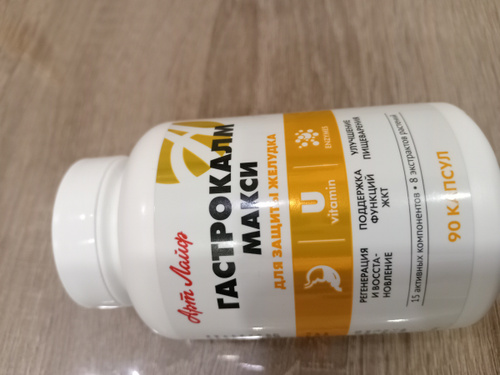 Арт Лайф
ГАСТРОКАЛМ
МАКСИ
ДЛЯ ЗАЩИТЫ ЖЕЛУДКА
U
vitamin
ENZYMES
РЕГЕНЕРАЦИЯ
И ВОССТА-
НОВЛЕНИЕ
ПОДДЕРЖКА
ФУНКЦИЙ
ЖКТ
УЛУЧШЕНИЕ
ПИЩЕВАРЕНИЯ
15 активных компонентов • 8 экстрактов растений
90 КАПСУЛ